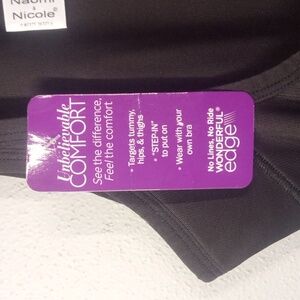 Naomi
&
Nicole®
Unbelievable
COMFORT
See the difference.
Feel the comfort
• Targets tummy,
hips, & thighs
• "STEP-IN"
to put on
• Wear with your
own bra
No Lines, No Ride
WONDERFUL®
edge